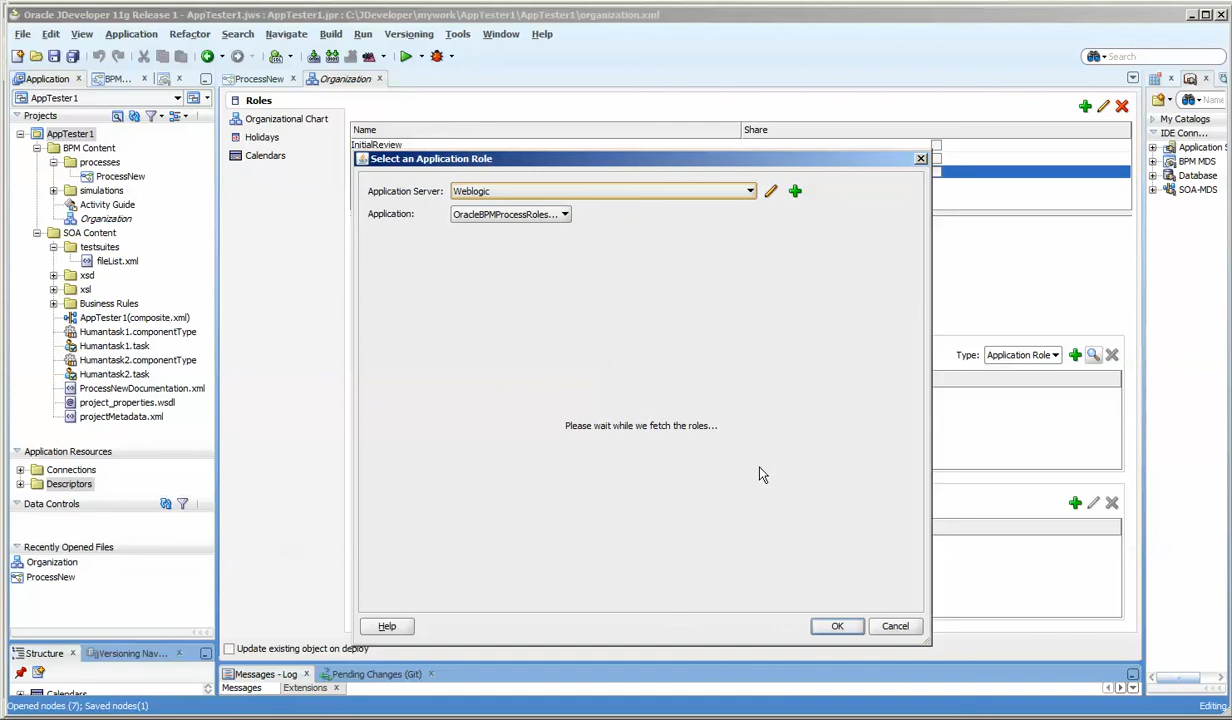 Oracle JDeveloper 11g Release 1 - AppTester1.jws : AppTester1.jpr : C:\JDeveloper\mywork\AppTester1\AppTester1\organization.xml
File Edit View Application Refactor Search Navigate Build Run Versioning Tools Window Help
Search
Application BPM... ProcessNew Organization
AppTester1
Projects
AppTester1
BPM Content
processes
ProcessNew
simulations
Activity Guide
Organization
SOA Content
testsuites
fileList.xml
xsd
xsl
Business Rules
AppTester1(composite.xml)
Humantask1.componentType
Humantask1.task
Humantask2.componentType
Humantask2.task
ProcessNewDocumentation.xml
project_properties.wsdl
projectMetadata.xml
Application Resources
Connections
Descriptors
Data Controls
Recently Opened Files
Organization
ProcessNew
Structure Versioning Nav...
Calendars
Roles
Organizational Chart
Holidays
Calendars
Name Share
InitialReview
Select an Application Role
Application Server: Weblogic
Application: OracleBPMProcessRoles...
Please wait while we fetch the roles...
Help OK Cancel
Type: Application Role
Update existing object on deploy
Messages - Log Pending Changes (Git)
Messages Extensions
Name
My Catalogs
IDE Conn...
Application S
BPM MDS
Database
SOA-MDS
Opened nodes (7); Saved nodes(1) Editing